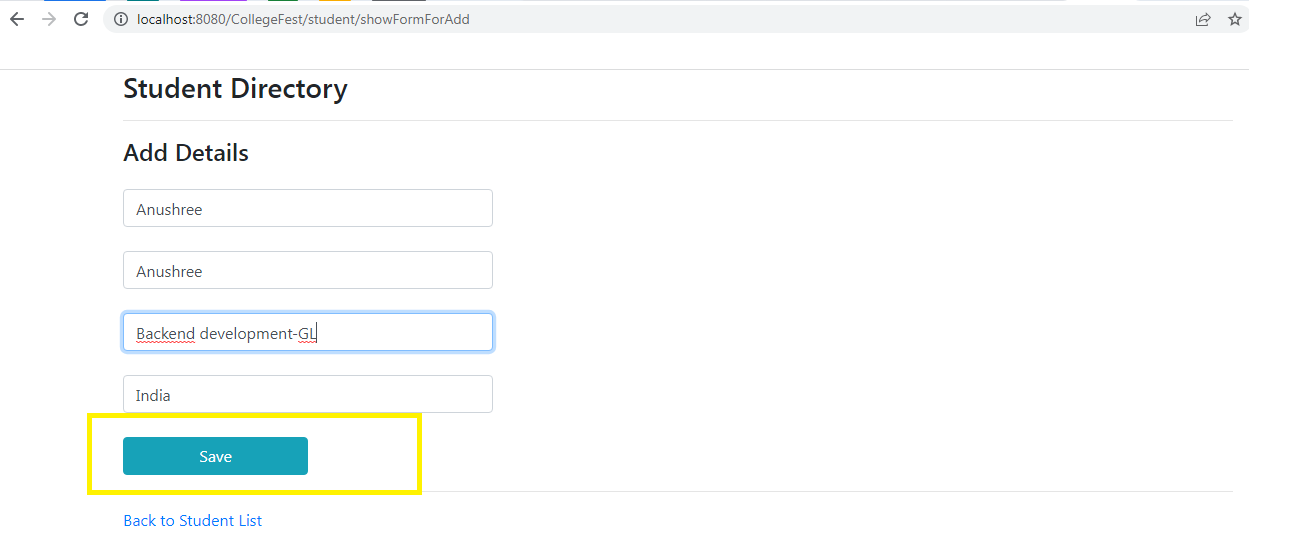 localhost:8080/CollegeFest/student/showFormForAdd
Student Directory
Add Details
Anushree
Anushree
Backend development-GL
India
Save
Back to Student List